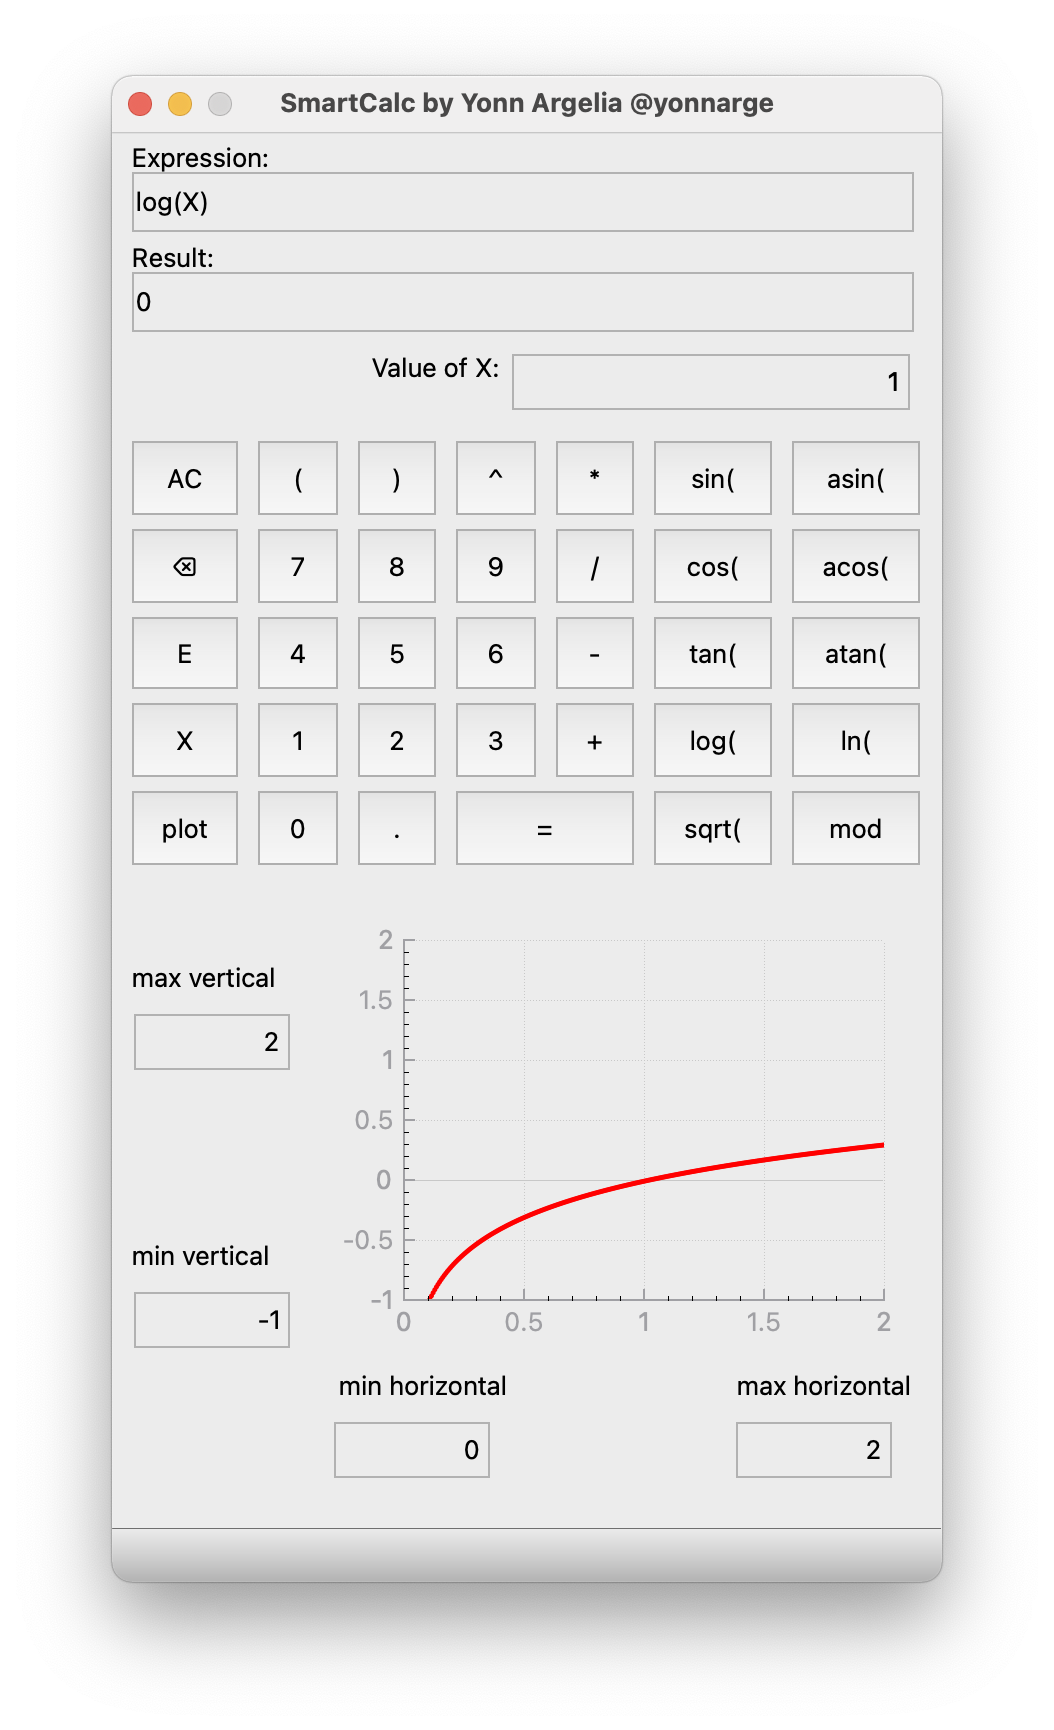 SmartCalc by Yonn Argelia @yonnarge
Expression:
log(X)
Result:
0
Value of X: 1
AC ( ) ^ * sin( asin(
⌫ 7 8 9 / cos( acos(
E 4 5 6 - tan( atan(
X 1 2 3 + log( ln(
plot 0 . = sqrt( mod
max vertical
2
min vertical
-1
2
1.5
1
0.5
0
-0.5
-1
0 0.5 1 1.5 2
min horizontal max horizontal
0 2